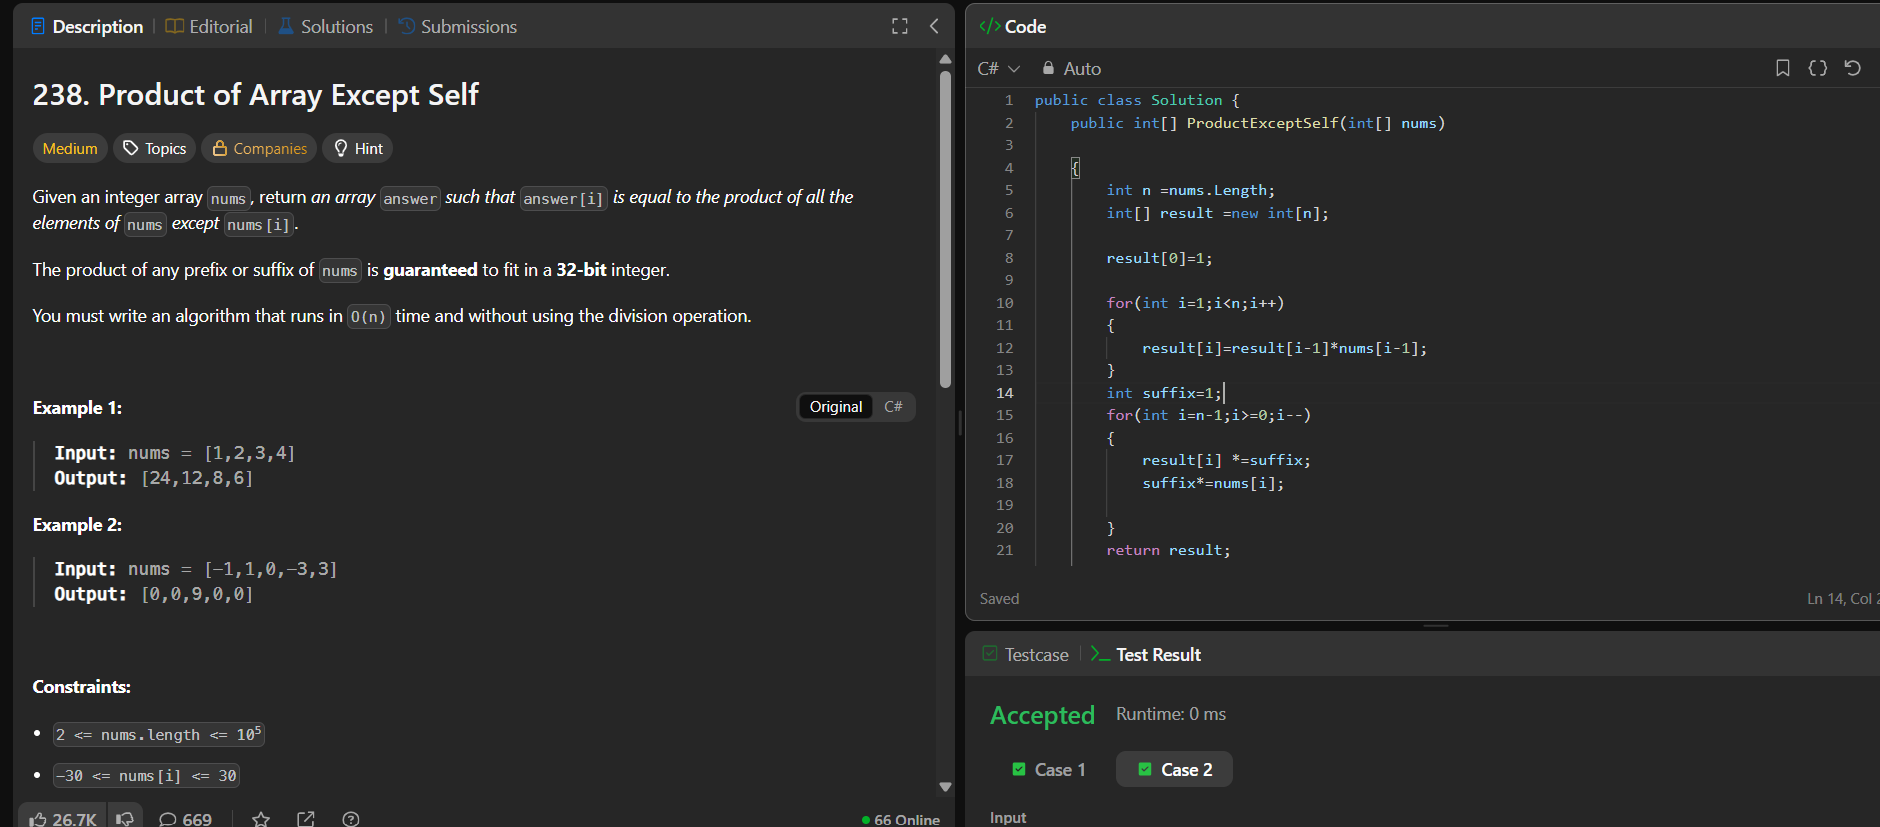 Description | Editorial | Solutions | Submissions
238. Product of Array Except Self
Medium Topics Companies Hint
Given an integer array nums, return an array answer such that answer[i] is equal to the product of all the
elements of nums except nums[i].
The product of any prefix or suffix of nums is guaranteed to fit in a 32-bit integer.
You must write an algorithm that runs in O(n) time and without using the division operation.
Example 1:
Original C#
Input: nums = [1,2,3,4]
Output: [24,12,8,6]
Example 2:
Input: nums = [-1,1,0,-3,3]
Output: [0,0,9,0,0]
Constraints:
• 2 <= nums.length <= 10⁵
• -30 <= nums[i] <= 30
26.7K 669 66 Online
</> Code
C# Auto
1 public class Solution {
2 public int[] ProductExceptSelf(int[] nums)
3
4 {
5 int n =nums.Length;
6 int[] result =new int[n];
7
8 result[0]=1;
9
10 for(int i=1;i<n;i++)
11 {
12 result[i]=result[i-1]*nums[i-1];
13 }
14 int suffix=1;
15 for(int i=n-1;i>=0;i--)
16 {
17 result[i] *=suffix;
18 suffix*=nums[i];
19
20 }
21 return result;
Saved Ln 14, Col
Testcase | >_ Test Result
Accepted Runtime: 0 ms
Case 1 Case 2
Input